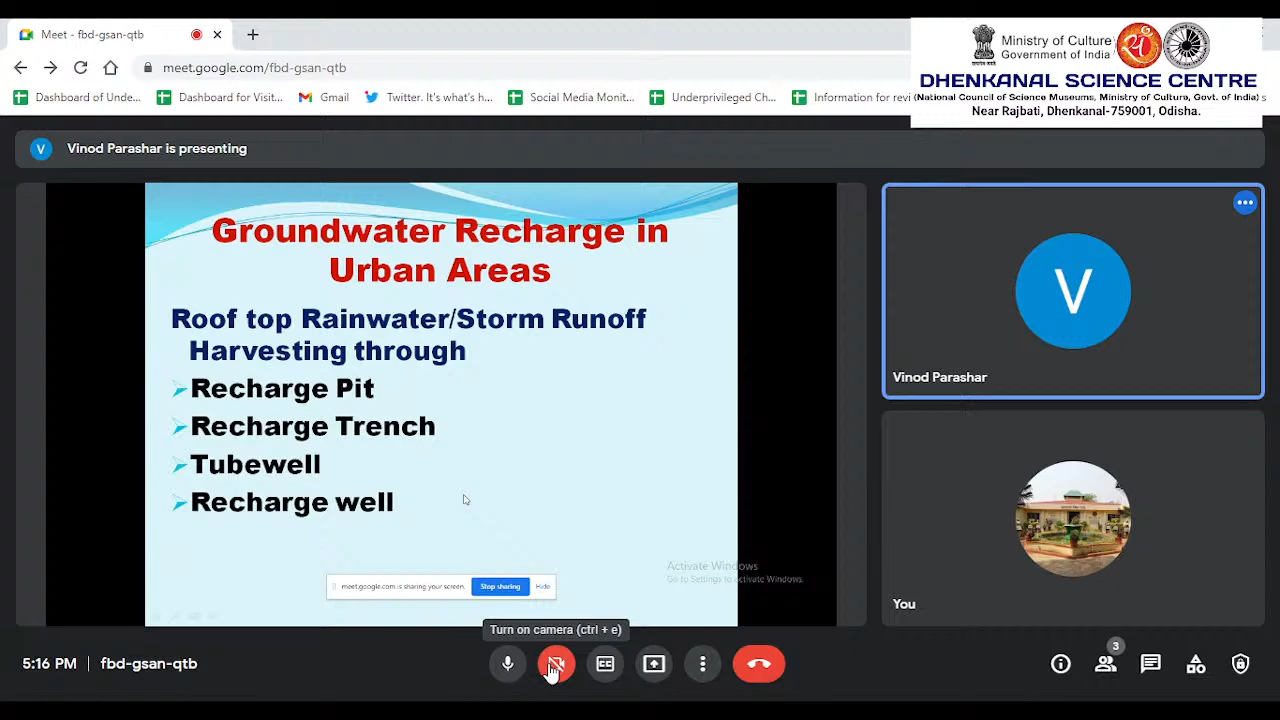 Meet - fbd-gsan-qtb
meet.google.com/fbd-gsan-qtb
Dashboard of Unde...
Dashboard for Visit...
Gmail
Twitter. It's what's h...
Social Media Monit...
Underprivileged Ch...
Information for revi
Ministry of Culture
Government of India
DHENKANAL SCIENCE CENTRE
(National Council of Science Museums, Ministry of Culture, Govt. of India)
Near Rajbati, Dhenkanal-759001, Odisha.
V
Vinod Parashar is presenting
Groundwater Recharge in
Urban Areas
Roof top Rainwater/Storm Runoff
Harvesting through
Recharge Pit
Recharge Trench
Tubewell
Recharge well
Activate Windows
Go to Settings to activate Windows.
meet.google.com is sharing your screen.
Stop sharing
Hide
V
Vinod Parashar
You
Turn on camera (ctrl + e)
5:16 PM
fbd-gsan-qtb
CC
3